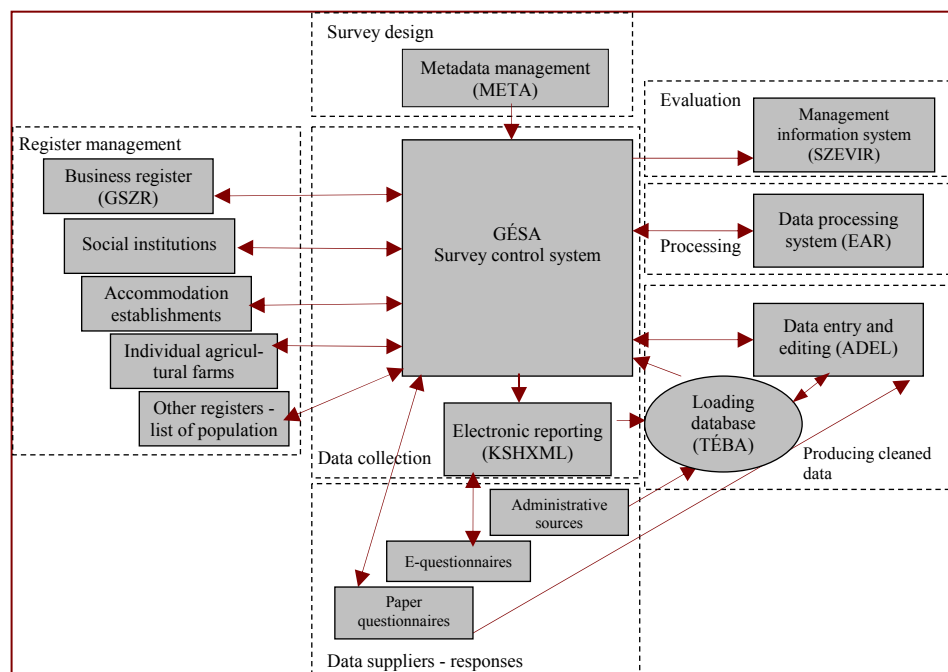 Survey design
Metadata management
(META)
Evaluation
Management
information system
(SZEVIR)
Register management
Business register
(GSZR)
Social institutions
Accommodation
establishments
Individual agricul-
tural farms
Other registers -
list of population
GÉSA
Survey control system
Data processing
system (EAR)
Processing
Data entry and
editing (ADEL)
Loading
database
(TÉBA)
Producing cleaned
data
Electronic reporting
(KSHXML)
Data collection
Administrative
sources
E-questionnaires
Paper
questionnaires
Data suppliers - responses